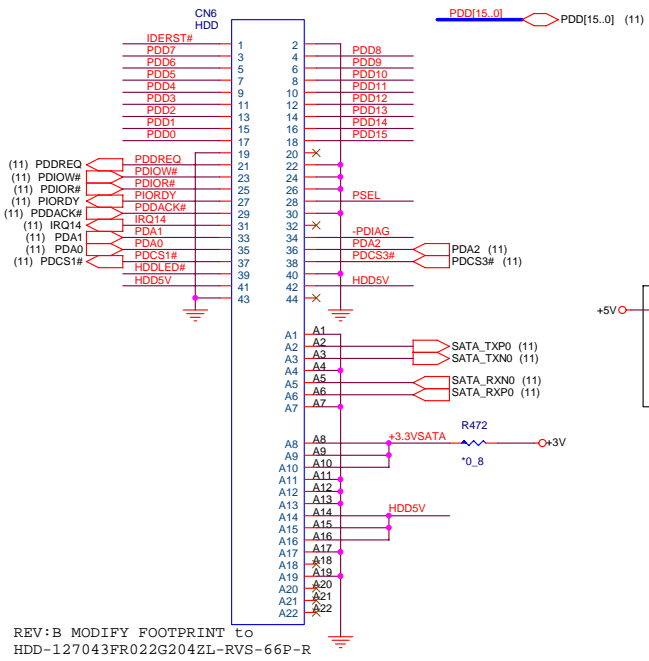 CN6
HDD
PDD[15..0]
PDD[15..0] (11)
IDERST# 1 2
PDD7 3 4 PDD8
PDD6 5 6 PDD9
PDD5 7 8 PDD10
PDD4 9 10 PDD11
PDD3 11 12 PDD12
PDD2 13 14 PDD13
PDD1 15 16 PDD14
PDD0 17 18 PDD15
19 20
(11) PDDREQ PDDREQ 21 22
(11) PDIOW# PDIOW# 23 24
(11) PDIOR# PDIOR# 25 26
(11) PIORDY PIORDY 27 28 PSEL
(11) PDDACK# PDDACK# 29 30
(11) IRQ14 IRQ14 31 32
(11) PDA1 PDA1 33 34 -PDIAG
(11) PDA0 PDA0 35 36 PDA2 PDA2 (11)
(11) PDCS1# PDCS1# 37 38 PDCS3# PDCS3# (11)
HDDLED# 39 40
HDD5V 41 42 HDD5V
43 44
+5V
A1 A1
A2 A2 SATA_TXP0 (11)
A3 A3 SATA_TXN0 (11)
A4 A4
A5 A5 SATA_RXN0 (11)
A6 A6 SATA_RXP0 (11)
A7 A7
R472
A8 A8 +3.3VSATA +3V
A9 A9
A10 A10 *0_8
A11 A11
A12 A12
A13 A13
A14 A14 HDD5V
A15 A15
A16 A16
A17 A17
A18 A18
A19 A19
A20 A20
A21 A21
A22 A22
REV:B MODIFY FOOTPRINT to
HDD-127043FR022G204ZL-RVS-66P-R